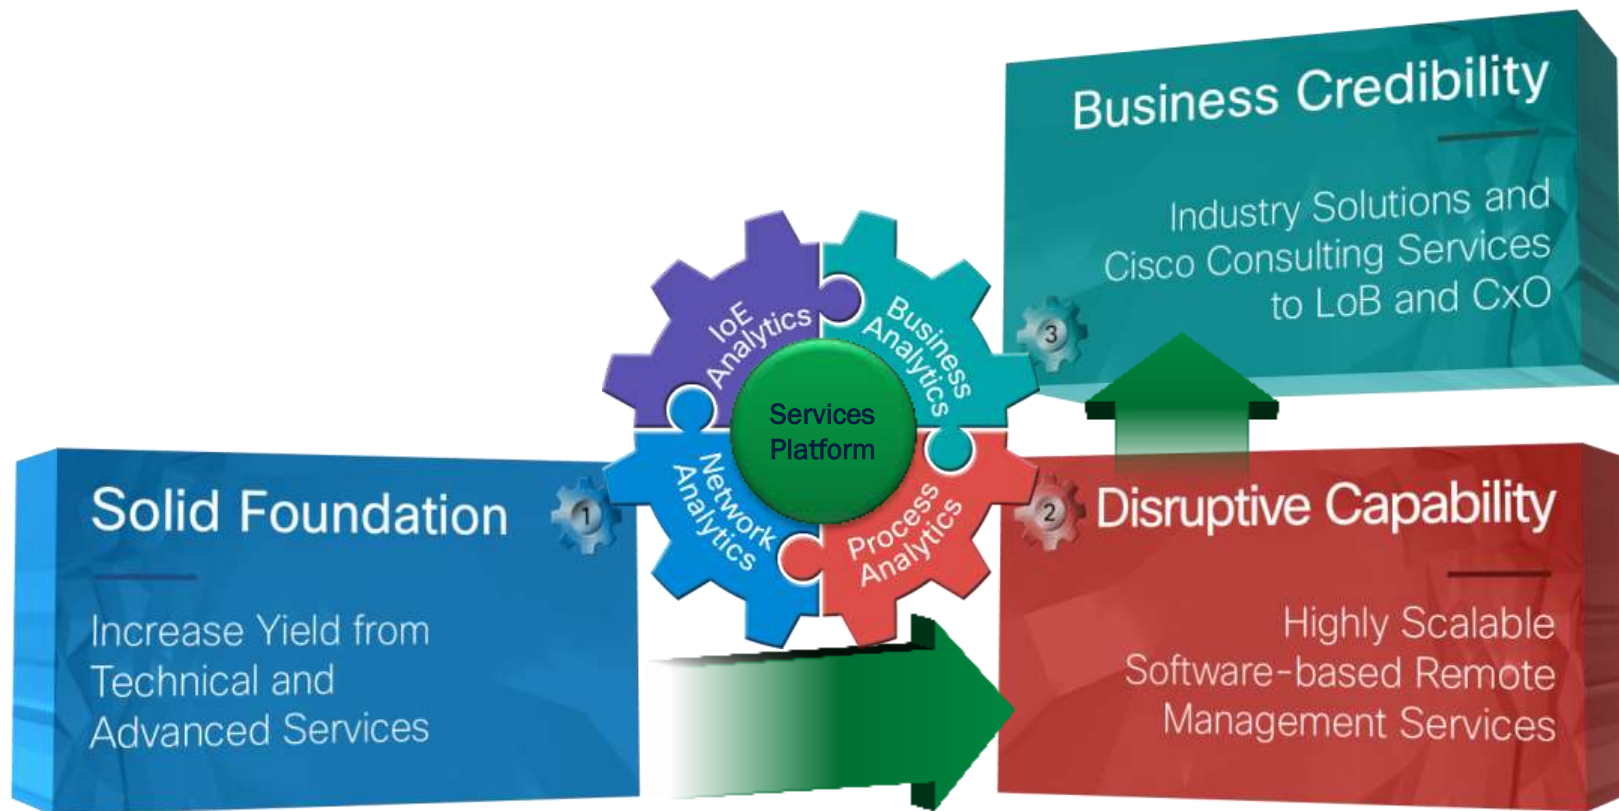 Business Credibility
Industry Solutions and
Cisco Consulting Services
to LoB and CxO
3
IoE
Analytics
Business
Analytics
Services
Platform
Network
Analytics
Process
Analytics
Solid Foundation
1
Increase Yield from
Technical and
Advanced Services
2
Disruptive Capability
Highly Scalable
Software-based Remote
Management Services